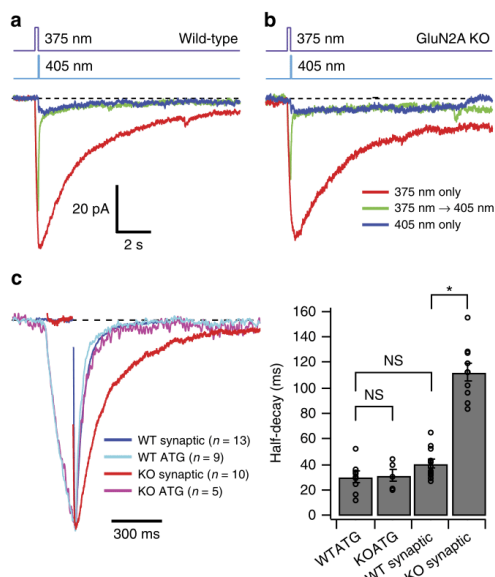 a
375 nm
Wild-type
405 nm
20 pA
2 s
b
375 nm
GluN2A KO
405 nm
375 nm only
375 nm → 405 nm
405 nm only
c
WT synaptic (n = 13)
WT ATG (n = 9)
KO synaptic (n = 10)
KO ATG (n = 5)
300 ms
Half-decay (ms)
160
140
120
100
80
60
40
20
0
NS
NS
*
WTATG
KOATG
WT synaptic
KO synaptic